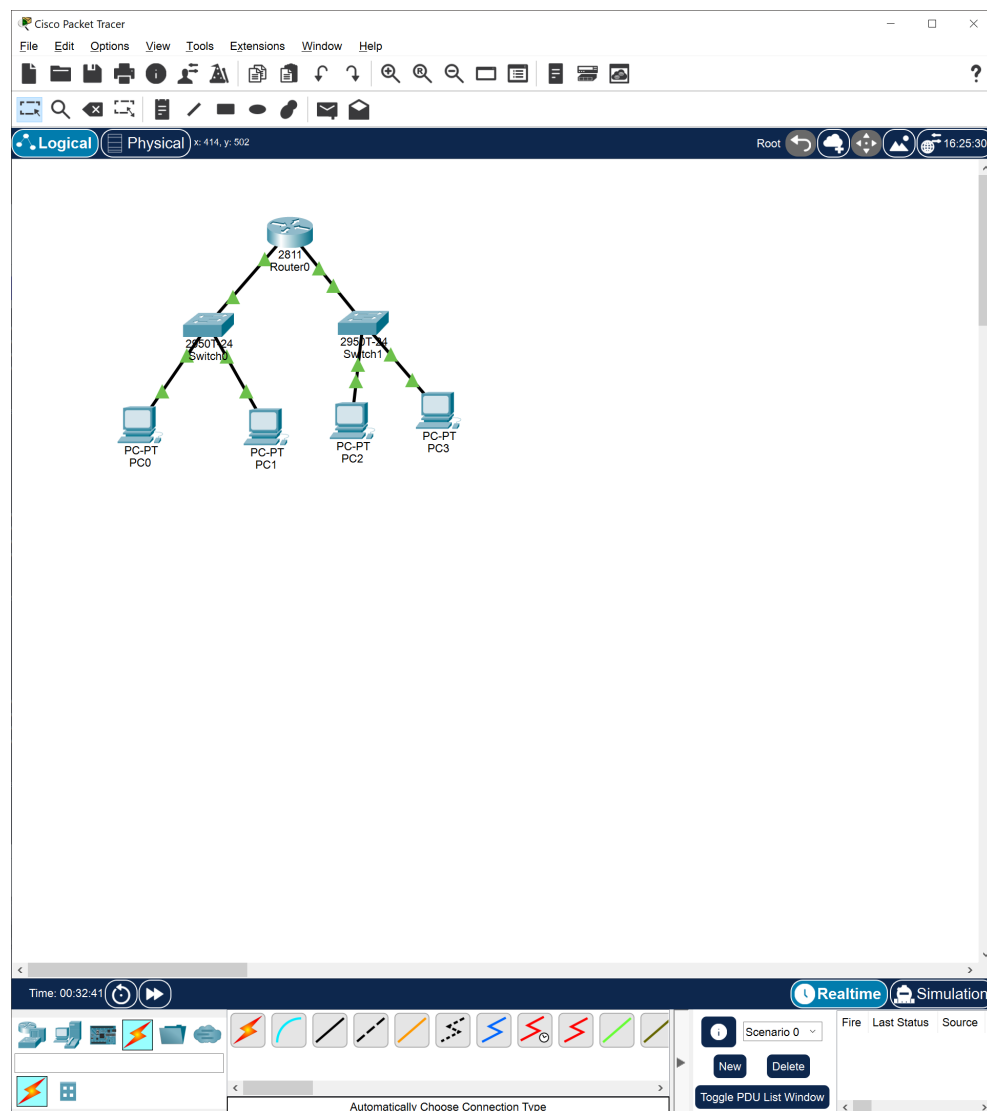 Cisco Packet Tracer
File Edit Options View Tools Extensions Window Help
?
Logical Physical x: 414, y: 502 Root 16:25:30
2811
Router0
2950T-24
Switch0
2950T-24
Switch1
PC-PT
PC0
PC-PT
PC1
PC-PT
PC2
PC-PT
PC3
Time: 00:32:41 Realtime Simulation
Scenario 0
Fire Last Status Source
New Delete
Toggle PDU List Window
Automatically Choose Connection Type